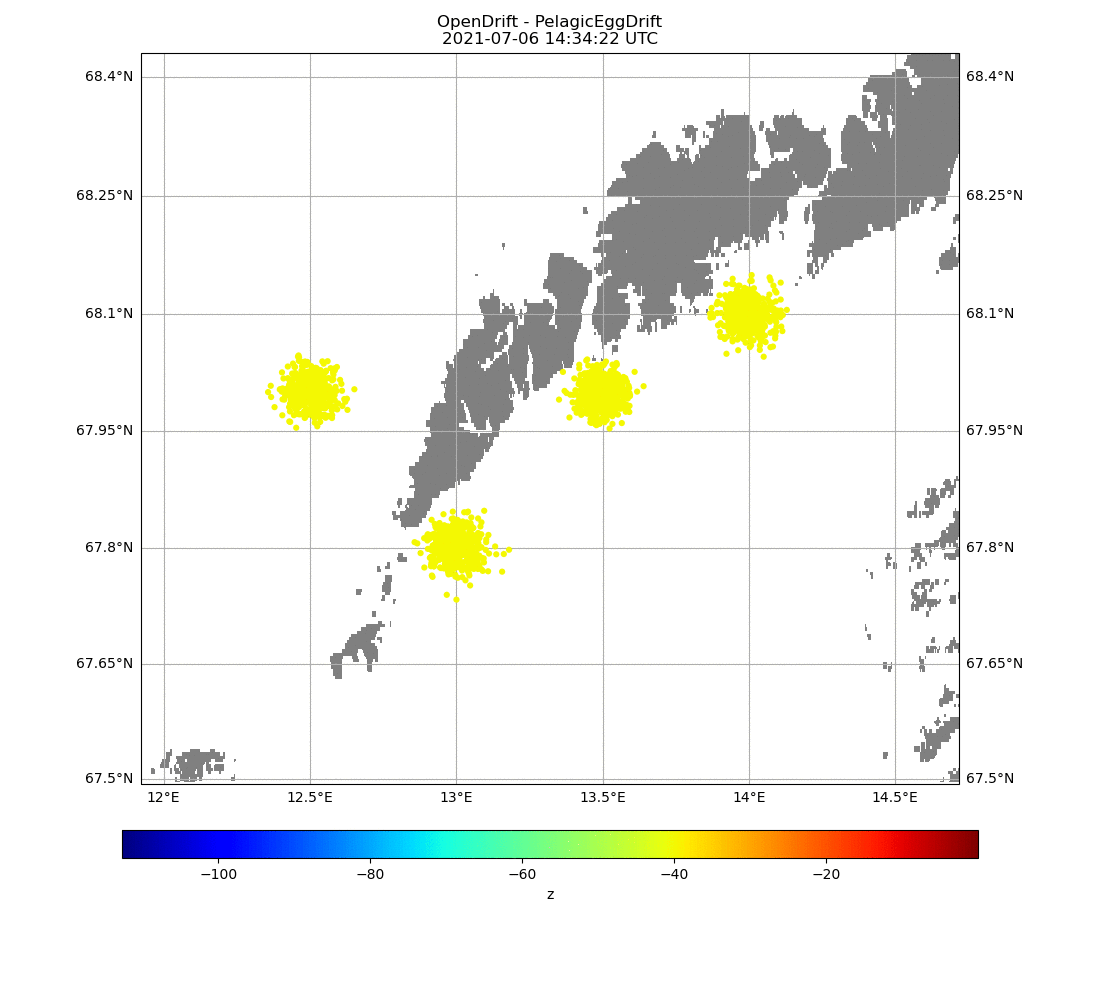 OpenDrift - PelagicEggDrift
2021-07-06 14:34:22 UTC
68.4°N 68.4°N
68.25°N 68.25°N
68.1°N 68.1°N
67.95°N 67.95°N
67.8°N 67.8°N
67.65°N 67.65°N
67.5°N 67.5°N
12°E 12.5°E 13°E 13.5°E 14°E 14.5°E
−100 −80 −60 −40 −20
z